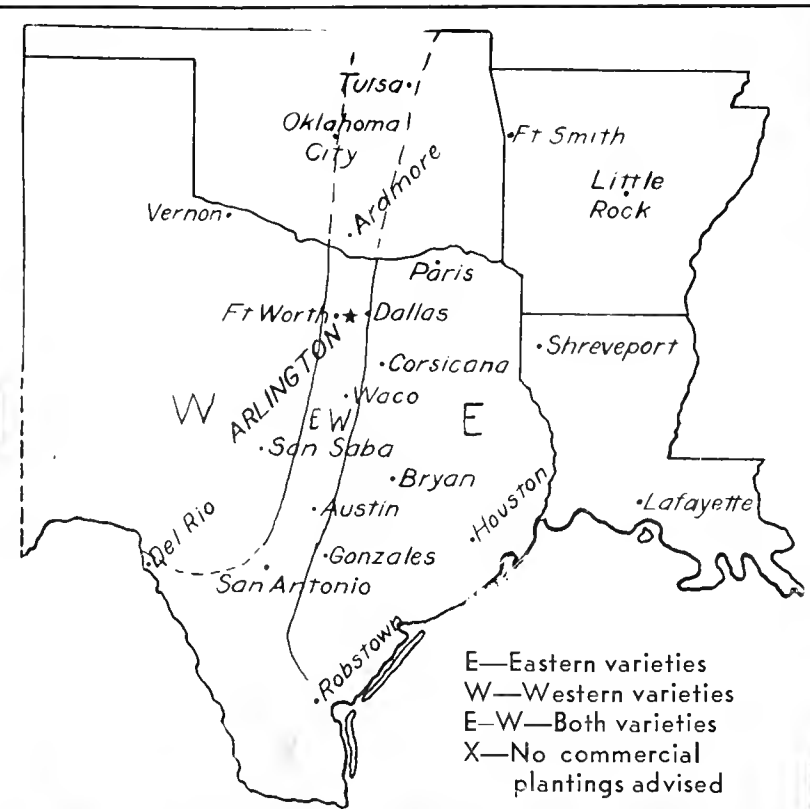 Tulsa
Oklahoma
City
Ft Smith
Ardmore
Little
Rock
Vernon
Paris
Ft Worth
Dallas
Shreveport
ARLINGTON
Corsicana
Waco
W
E W
E
San Saba
Bryan
Austin
Houston
Lafayette
Del Rio
Gonzales
San Antonio
Robstown
E—Eastern varieties
W—Western varieties
E—W—Both varieties
X—No commercial
plantings advised